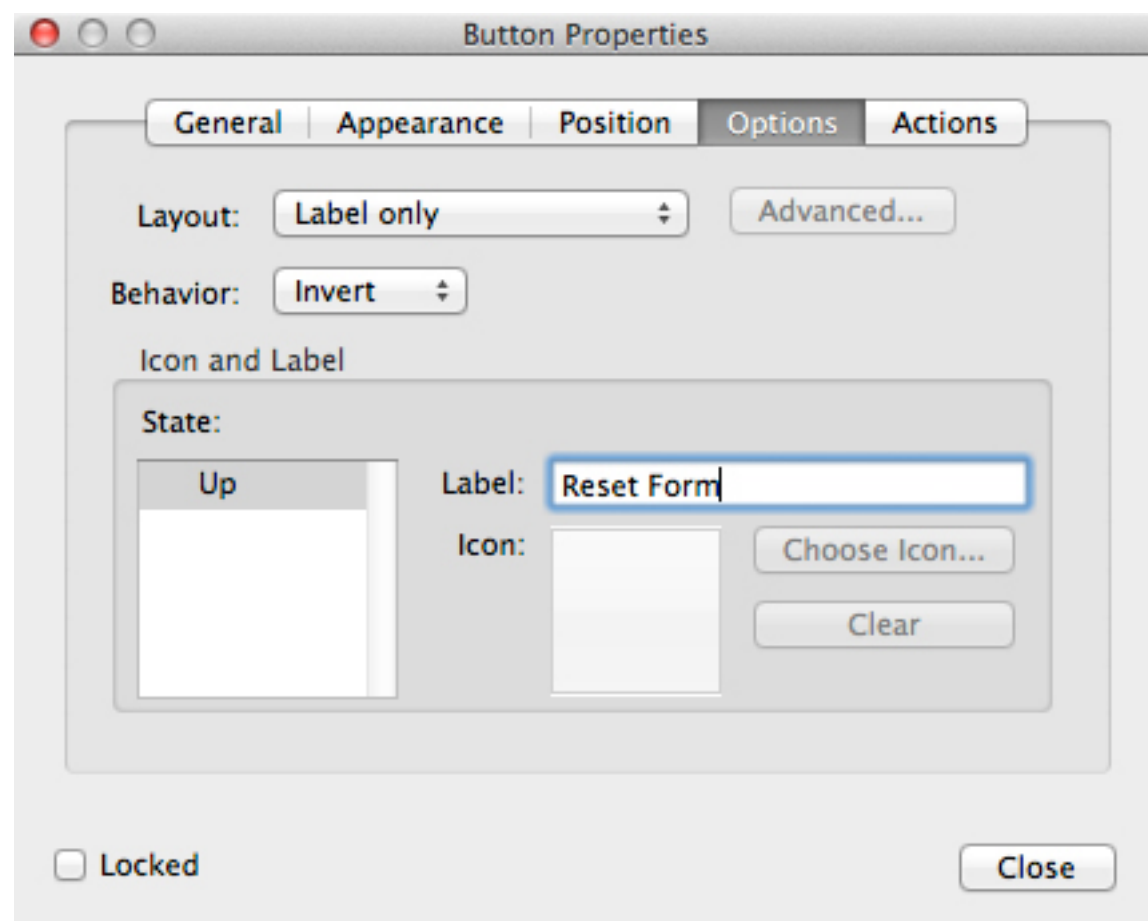 Button Properties
General Appearance Position Options Actions
Layout: Label only Advanced...
Behavior: Invert
Icon and Label
State:
Up Label: Reset Form
Icon: Choose Icon...
Clear
Locked Close